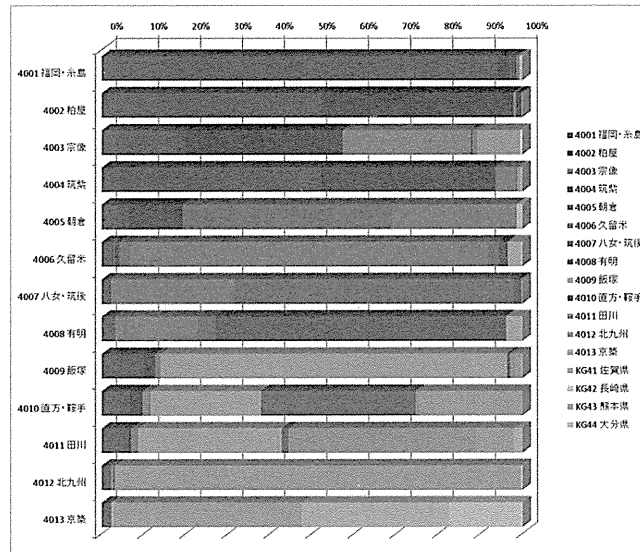 0% 10% 20% 30% 40% 50% 60% 70% 80% 90% 100%
4001 福岡・糸島
4002 粕屋
4003 宗像
4004 筑紫
4005 朝倉
4006 久留米
4007 八女・筑後
4008 有明
4009 飯塚
4010 直方・鞍手
4011 田川
4012 北九州
4013 京築
4001 福岡・糸島
4002 粕屋
4003 宗像
4004 筑紫
4005 朝倉
4006 久留米
4007 八女・筑後
4008 有明
4009 飯塚
4010 直方・鞍手
4011 田川
4012 北九州
4013 京築
KG41 佐賀県
KG42 長崎県
KG43 熊本県
KG44 大分県